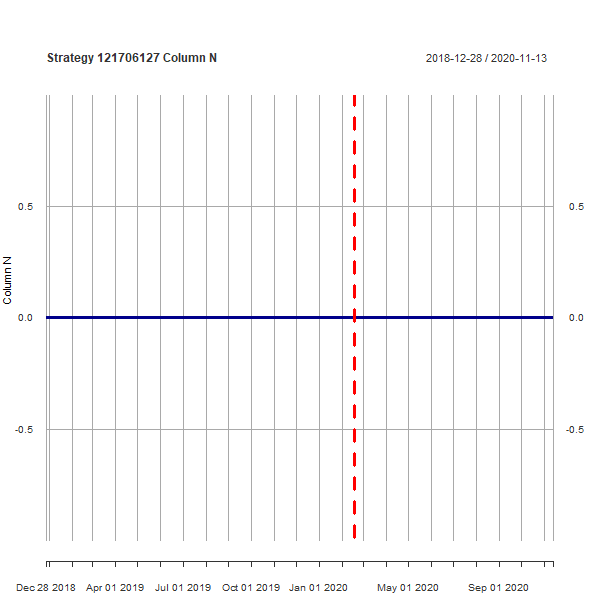 Strategy 121706127 Column N
2018-12-28 / 2020-11-13
0.5
0.5
Column N
0.0
0.0
-0.5
-0.5
Dec 28 2018
Apr 01 2019
Jul 01 2019
Oct 01 2019
Jan 01 2020
May 01 2020
Sep 01 2020